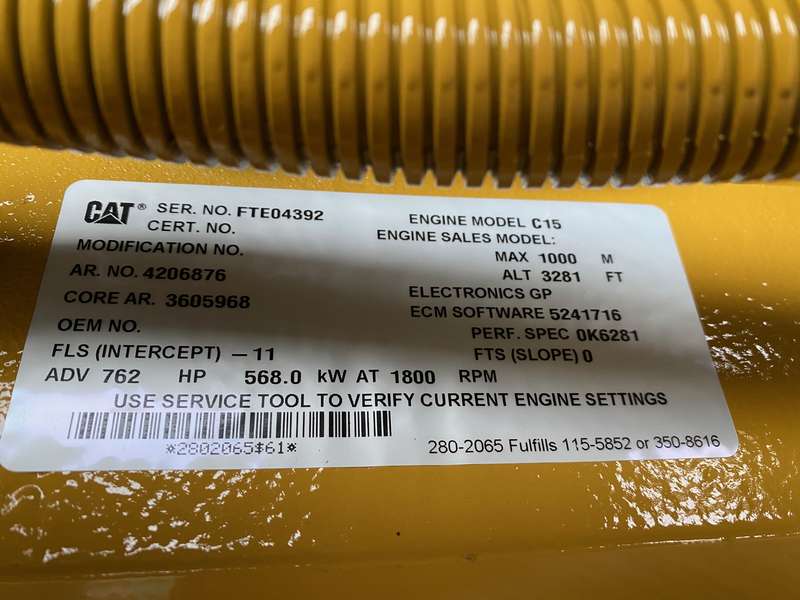 CAT® SER. NO. FTE04392 ENGINE MODEL C15
CERT. NO. ENGINE SALES MODEL:
MODIFICATION NO. MAX 1000 M
AR. NO. 4206876 ALT 3281 FT
CORE AR. 3605968 ELECTRONICS GP
OEM NO. ECM SOFTWARE 5241716
PERF. SPEC 0K6281
FLS (INTERCEPT) -11 FTS (SLOPE) 0
ADV 762 HP 568.0 kW AT 1800 RPM
USE SERVICE TOOL TO VERIFY CURRENT ENGINE SETTINGS
*2802065$61* 280-2065 Fulfills 115-5852 or 350-8616